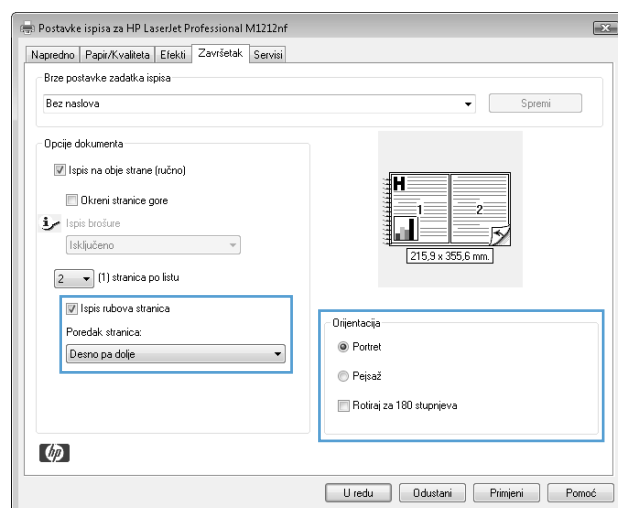 Postavke ispisa za HP LaserJet Professional M1212nf
Napredno Papir/Kvaliteta Efekti Završetak Servisi
Brze postavke zadatka ispisa
Bez naslova Spremi
Opcije dokumenta
Ispis na obje strane (ručno)
Okreni stranice gore
Ispis brošure
Isključeno
2 (1) stranica po listu
Ispis rubova stranica
Poredak stranica:
Desno pa dolje
H
1 2
215,9 x 355,6 mm.
Orijentacija
Portret
Pejsaž
Rotiraj za 180 stupnjeva
hp
U redu Odustani Primjeni Pomoć